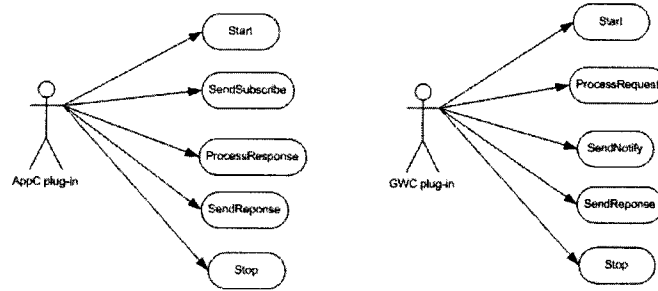 Start
SendSubscribe
ProcessResponse
SendReponse
Stop
AppC plug-in
Start
ProcessRequest
SendNotify
SendReponse
Stop
GWC plug-in